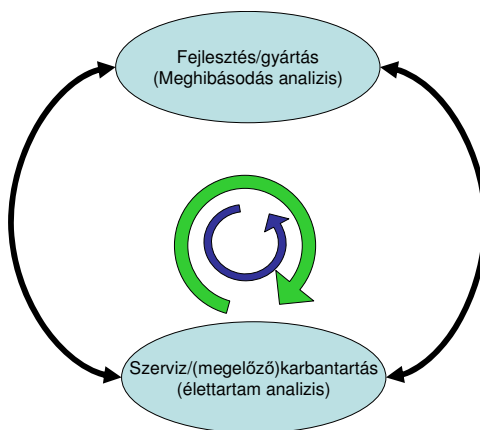 Fejlesztés/gyártás
(Meghibásodás analizis)
Szerviz/(megelőző)karbantartás
(élettartam analizis)